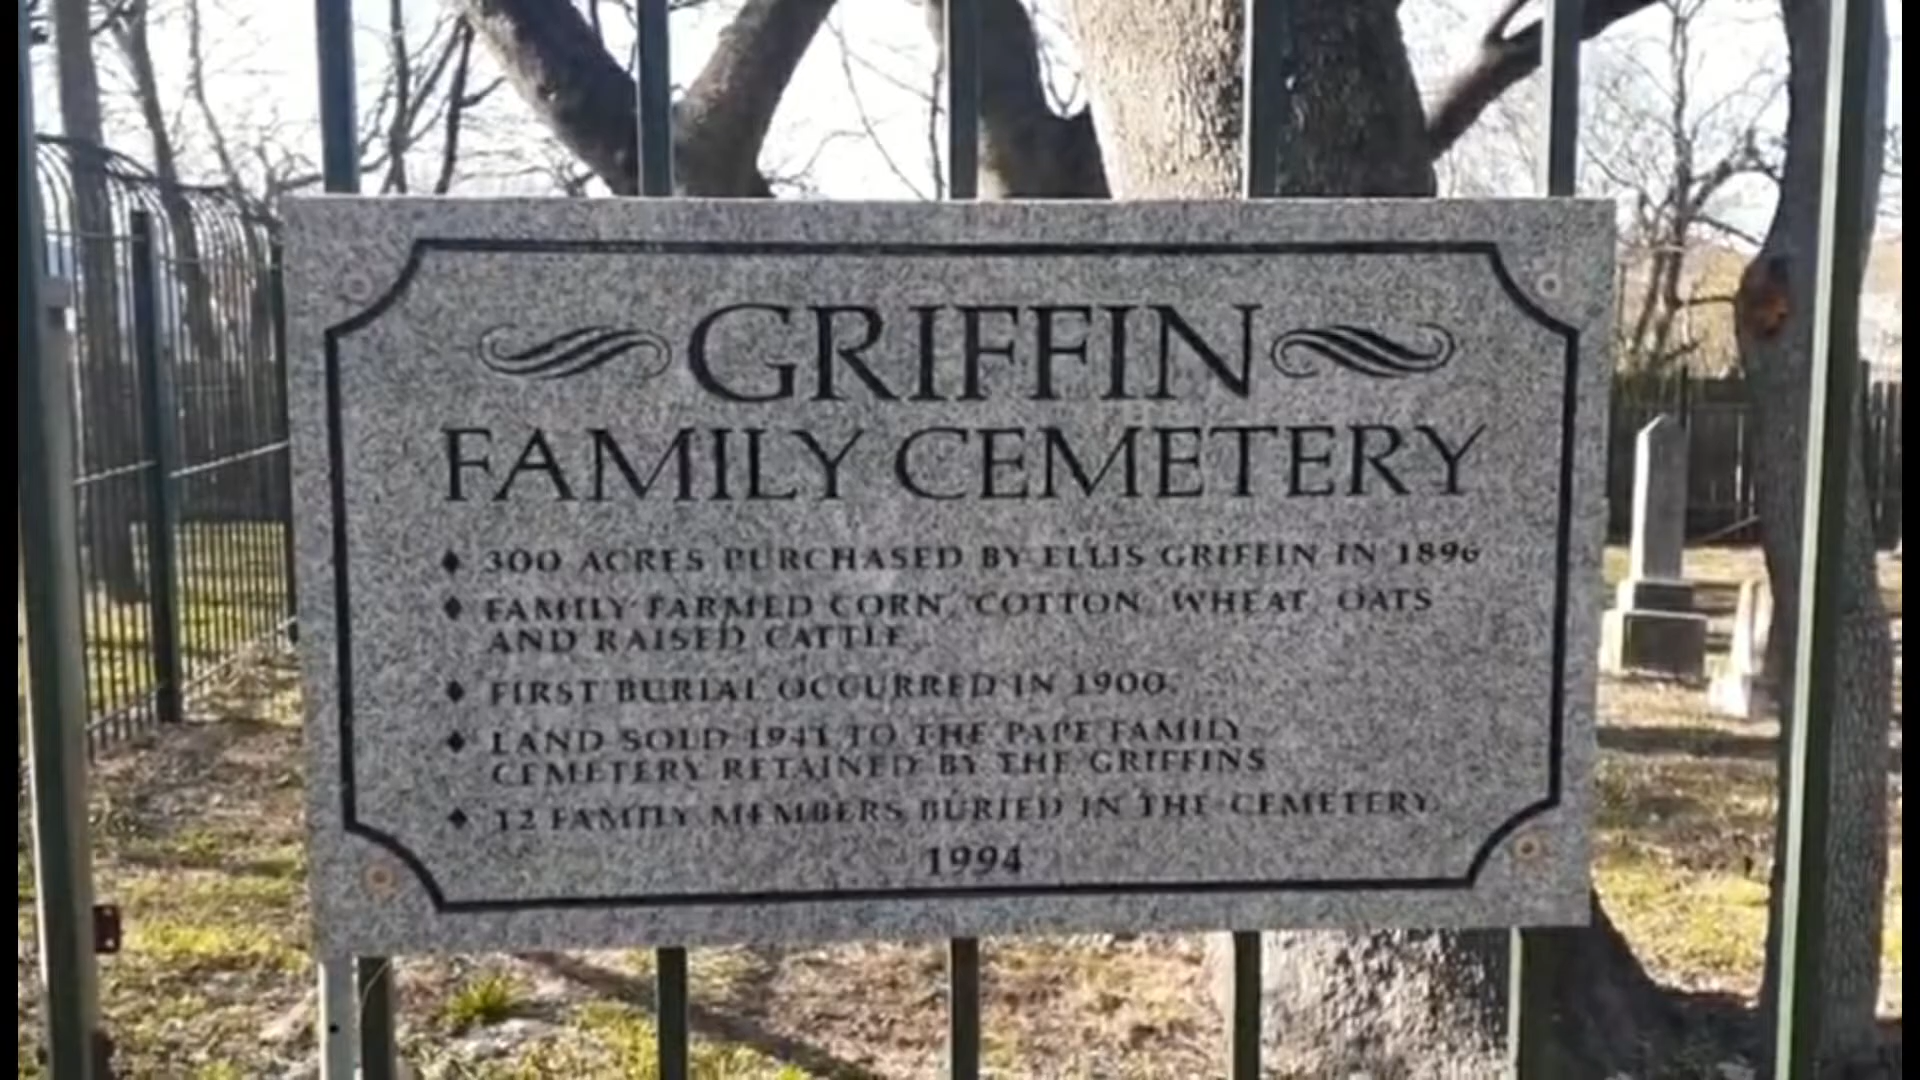 GRIFFIN
FAMILY CEMETERY
♦ 300 ACRES PURCHASED BY ELLIS GRIFFIN IN 1896
♦ FAMILY FARMED CORN, COTTON, WHEAT, OATS
AND RAISED CATTLE.
♦ FIRST BURIAL OCCURRED IN 1900.
♦ LAND SOLD 1941 TO THE PAPE FAMILY
CEMETERY RETAINED BY THE GRIFFINS
♦ 12 FAMILY MEMBERS BURIED IN THE CEMETERY.
1994